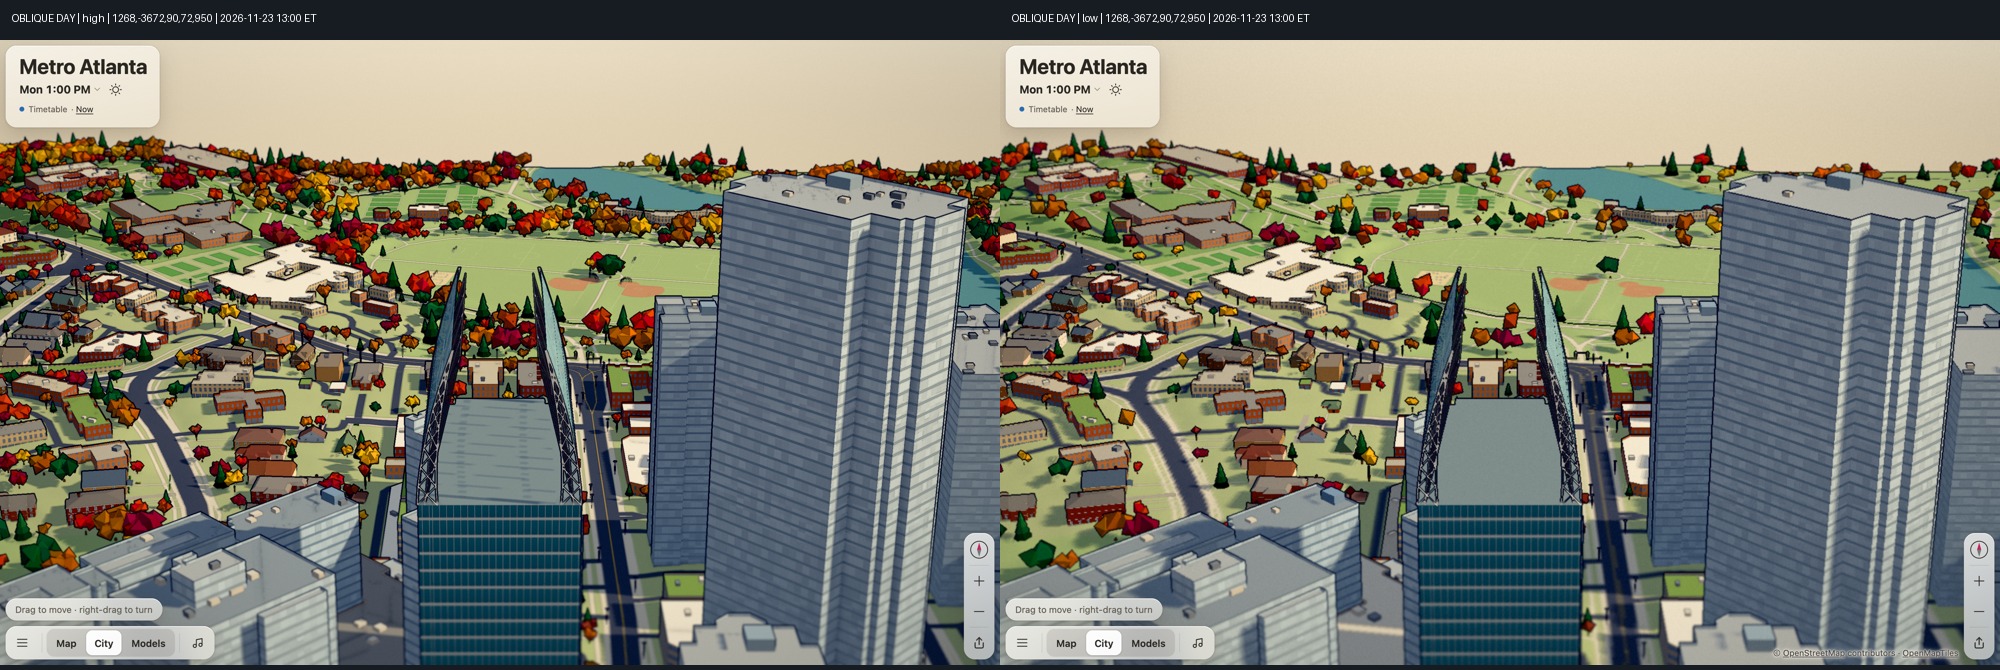 OBLIQUE DAY | high | 1268,-3672,90,72,950 | 2026-11-23 13:00 ET
Metro Atlanta
Mon 1:00 PM
Timetable · Now
Drag to move · right-drag to turn
Map City Models
OBLIQUE DAY | low | 1268,-3672,90,72,950 | 2026-11-23 13:00 ET
Metro Atlanta
Mon 1:00 PM
Timetable · Now
Drag to move · right-drag to turn
Map City Models
© OpenStreetMap contributors · OpenMapTiles